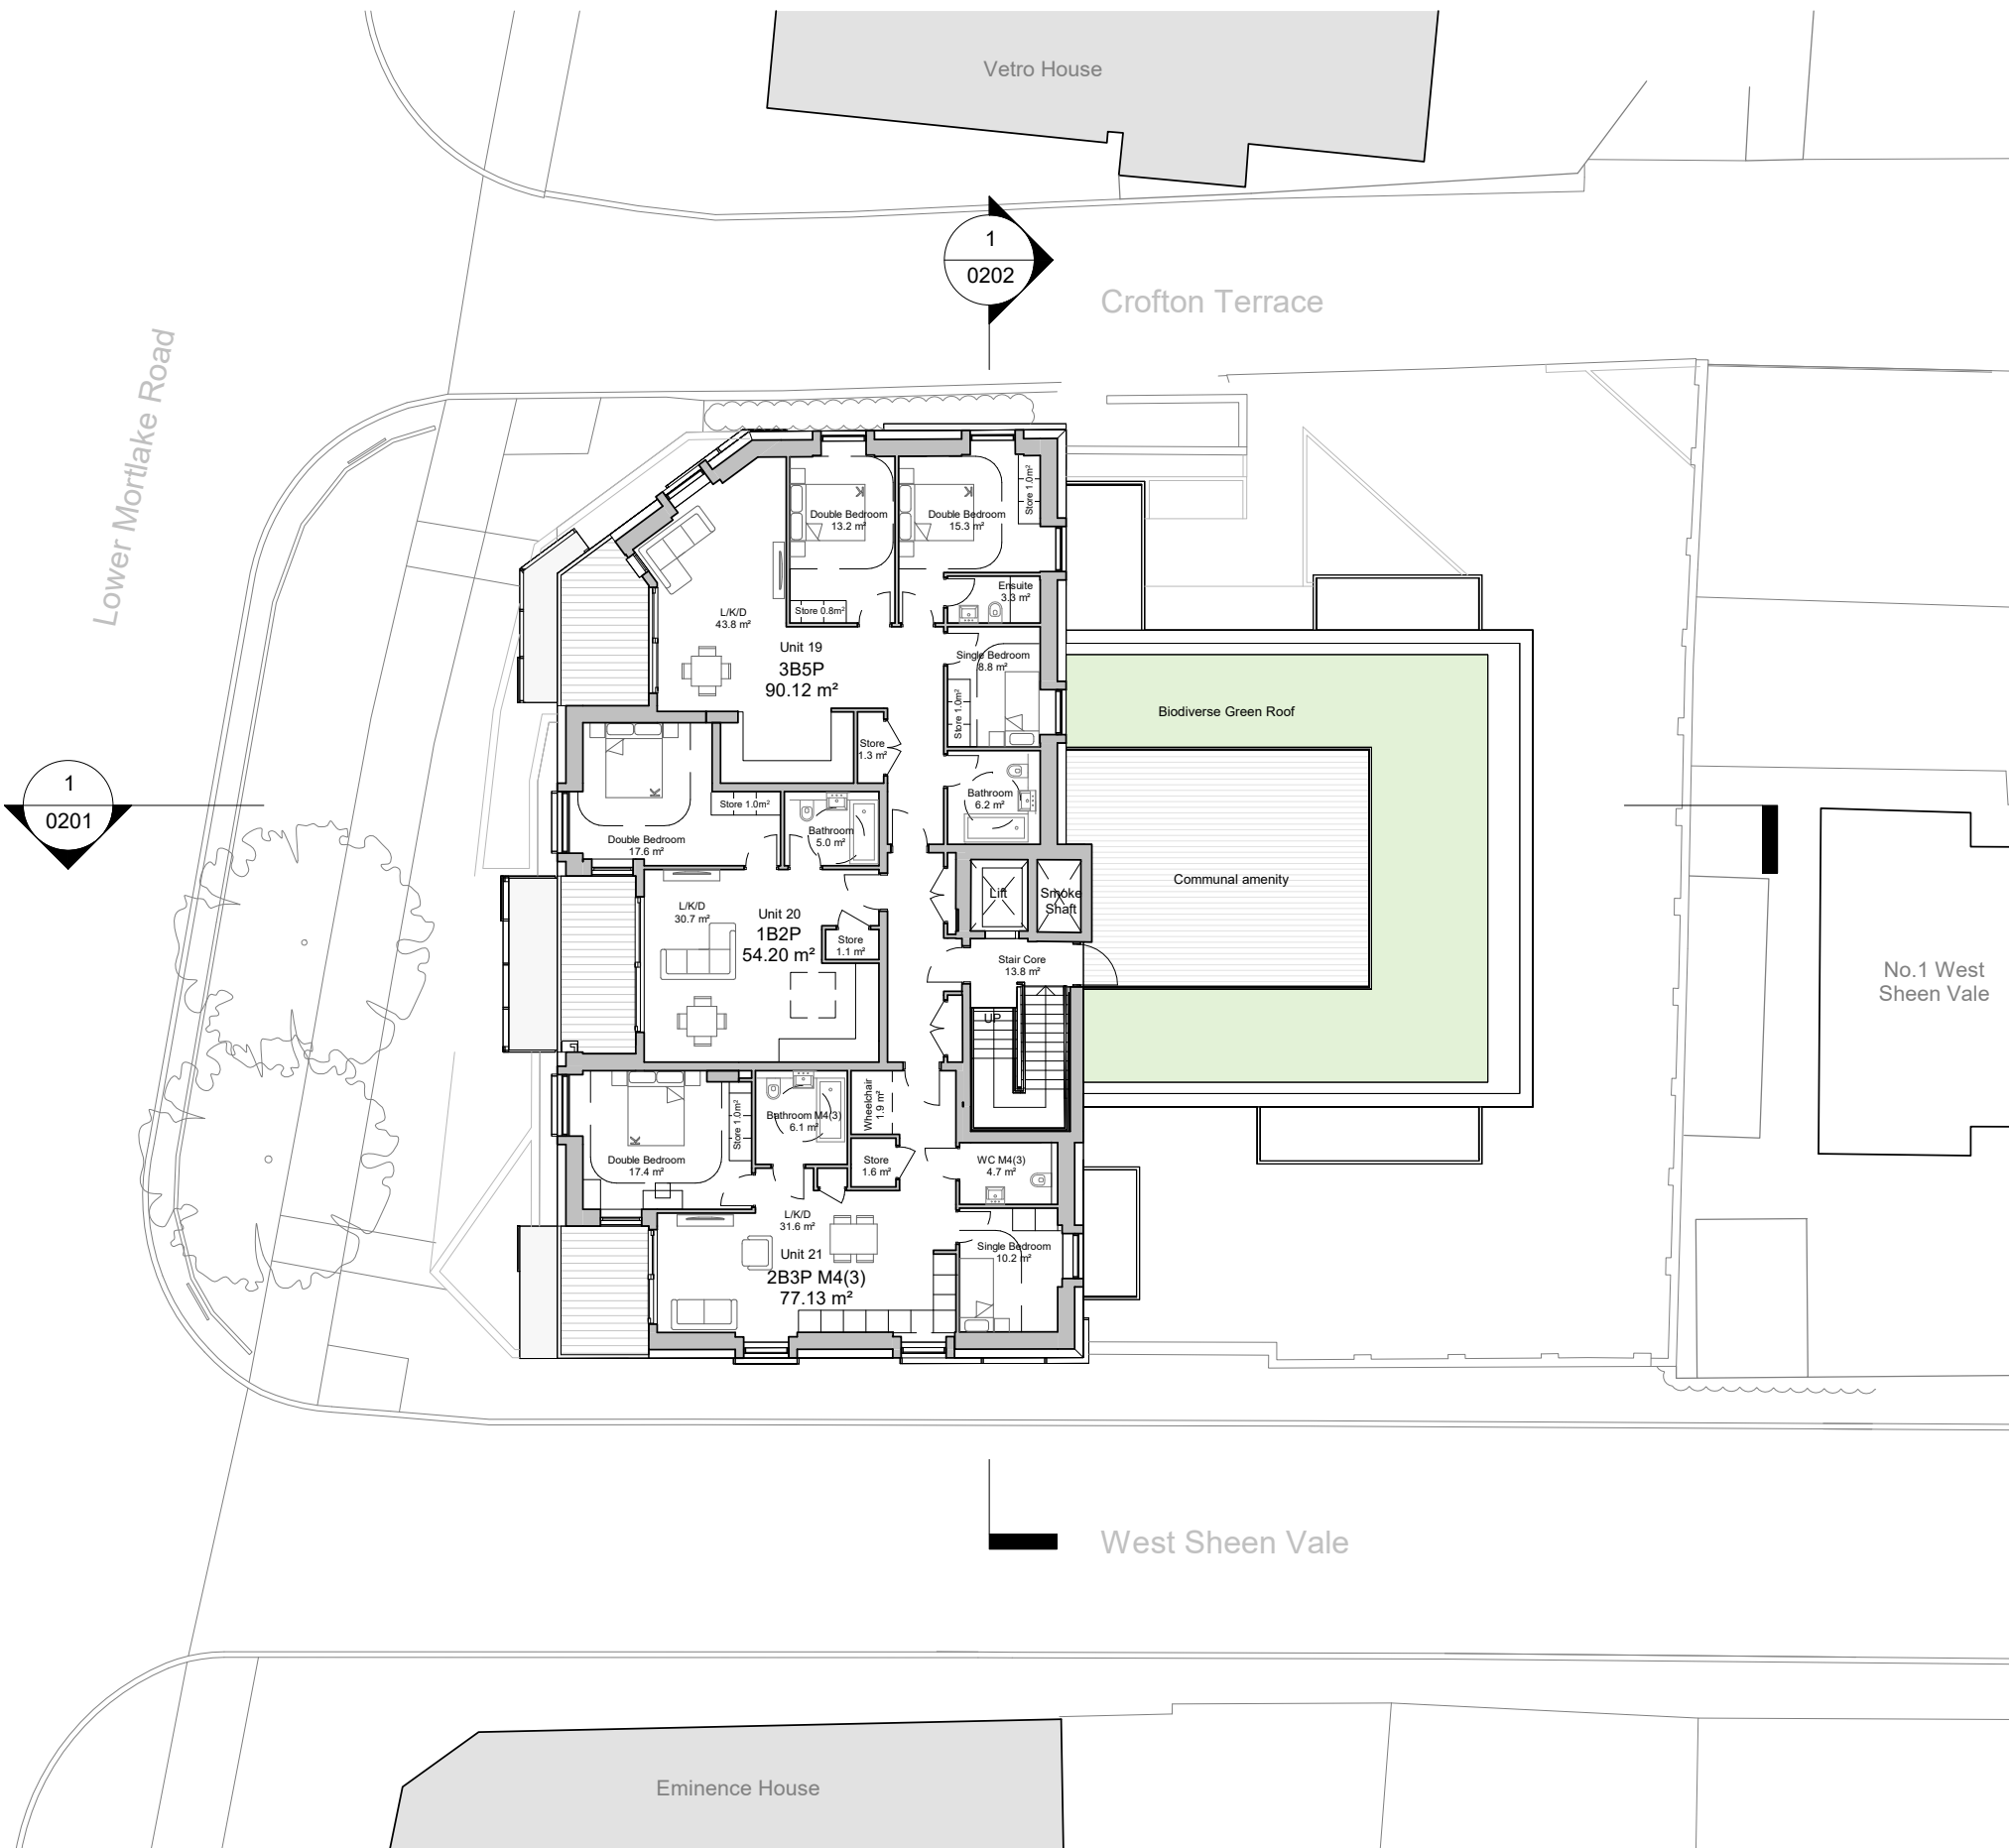 Vetro House
1
0202
Crofton Terrace
Lower Mortlake Road
Double Bedroom
13.2 m²
Double Bedroom
15.3 m²
Store 1.0m²
Ensuite
3.3 m²
Store 0.8m²
L/K/D
43.8 m²
Unit 19
3B5P
90.12 m²
Single Bedroom
8.8 m²
Store 1.0m²
Biodiverse Green Roof
Store
1.3 m²
1
0201
Store 1.0m²
Bathroom
6.2 m²
Bathroom
5.0 m²
Double Bedroom
17.6 m²
Communal amenity
Lift
Smoke
Shaft
L/K/D
30.7 m²
Unit 20
1B2P
54.20 m²
Store
1.1 m²
Stair Core
13.8 m²
No.1 West
Sheen Vale
UP
Wheelchair
1.9 m²
Store 1.0m²
Bathroom M4(3)
6.1 m²
Double Bedroom
17.4 m²
Store
1.6 m²
WC M4(3)
4.7 m²
L/K/D
31.6 m²
Unit 21
2B3P M4(3)
77.13 m²
Single Bedroom
10.2 m²
West Sheen Vale
Eminence House